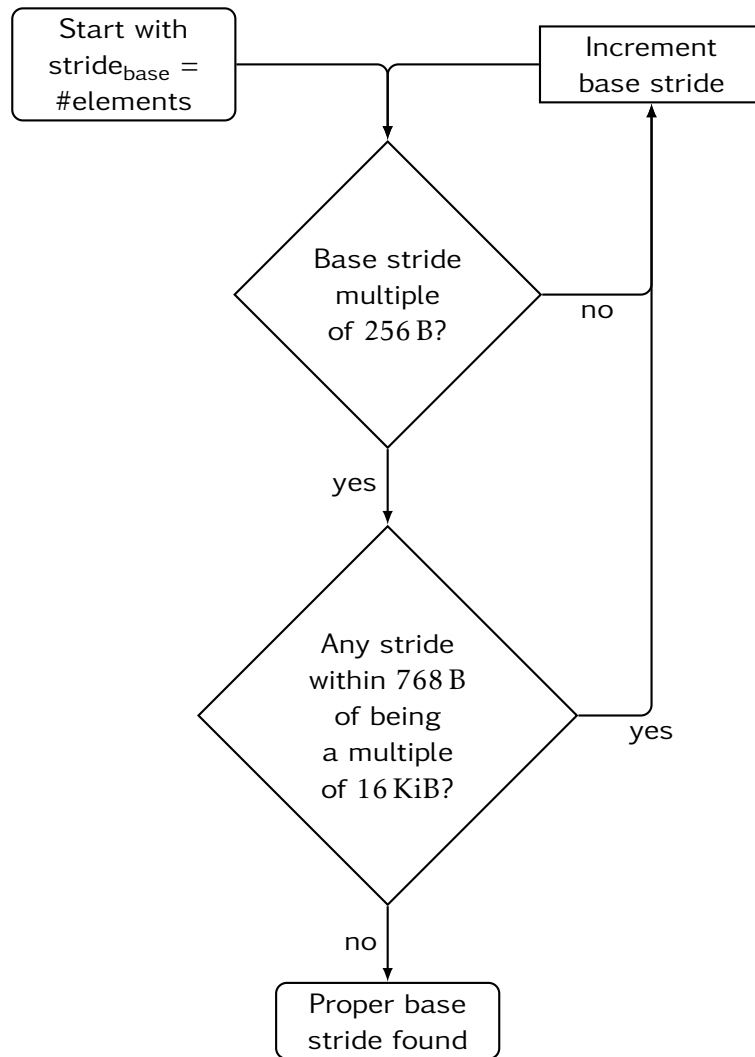 Start with
stride_base =
#elements
Increment
base stride
Base stride
multiple
of 256 B?
no
yes
Any stride
within 768 B
of being
a multiple
of 16 KiB?
yes
no
Proper base
stride found